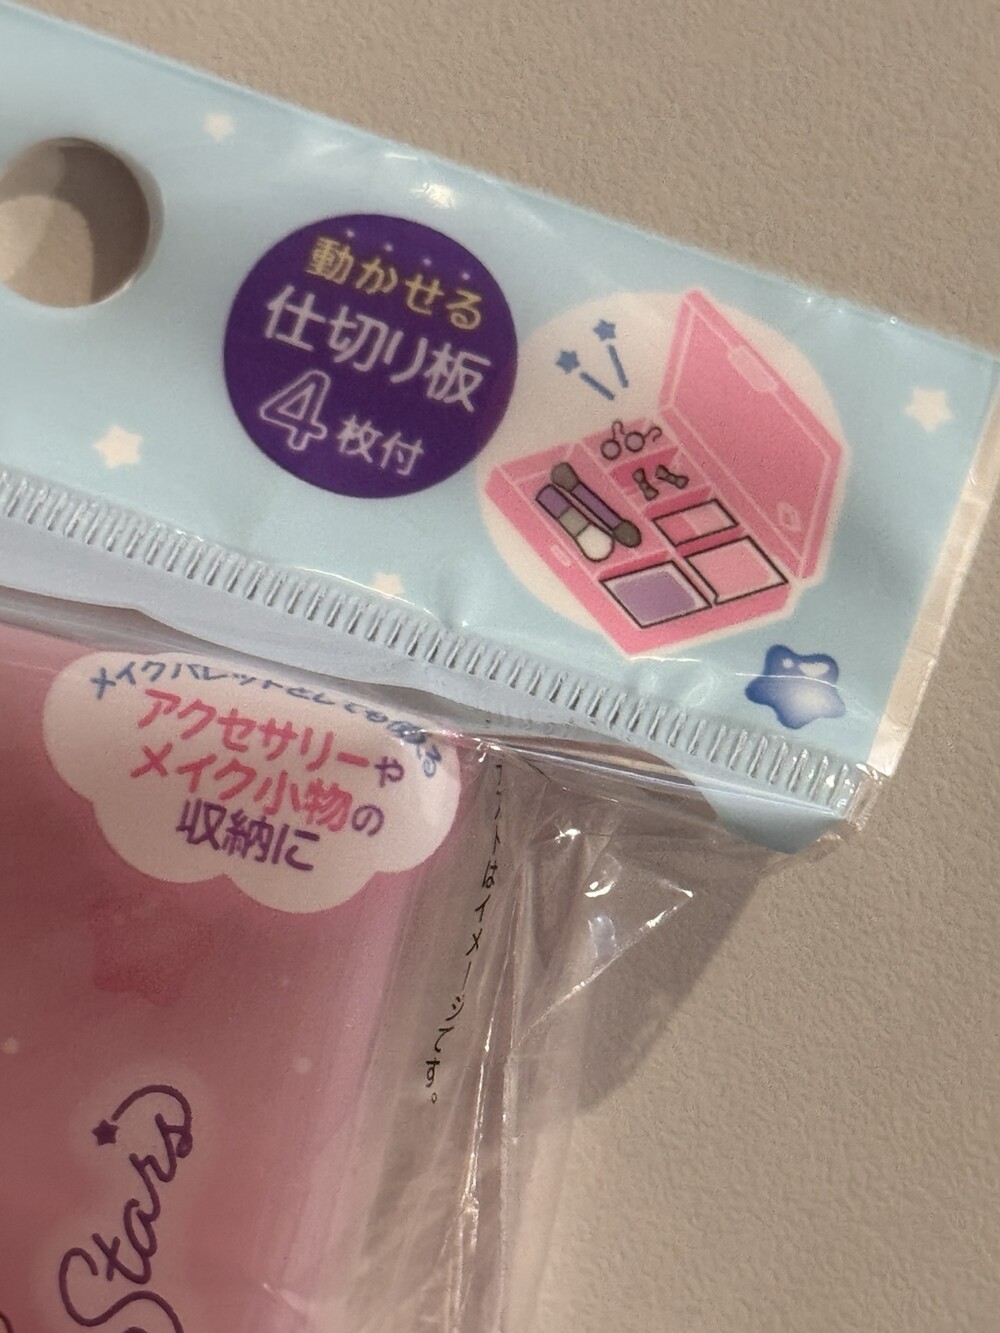 動かせる
仕切り板
4枚付
メイクパレットとしても使える
アクセサリーや
メイク小物の
収納に
はイメージです。
Stars